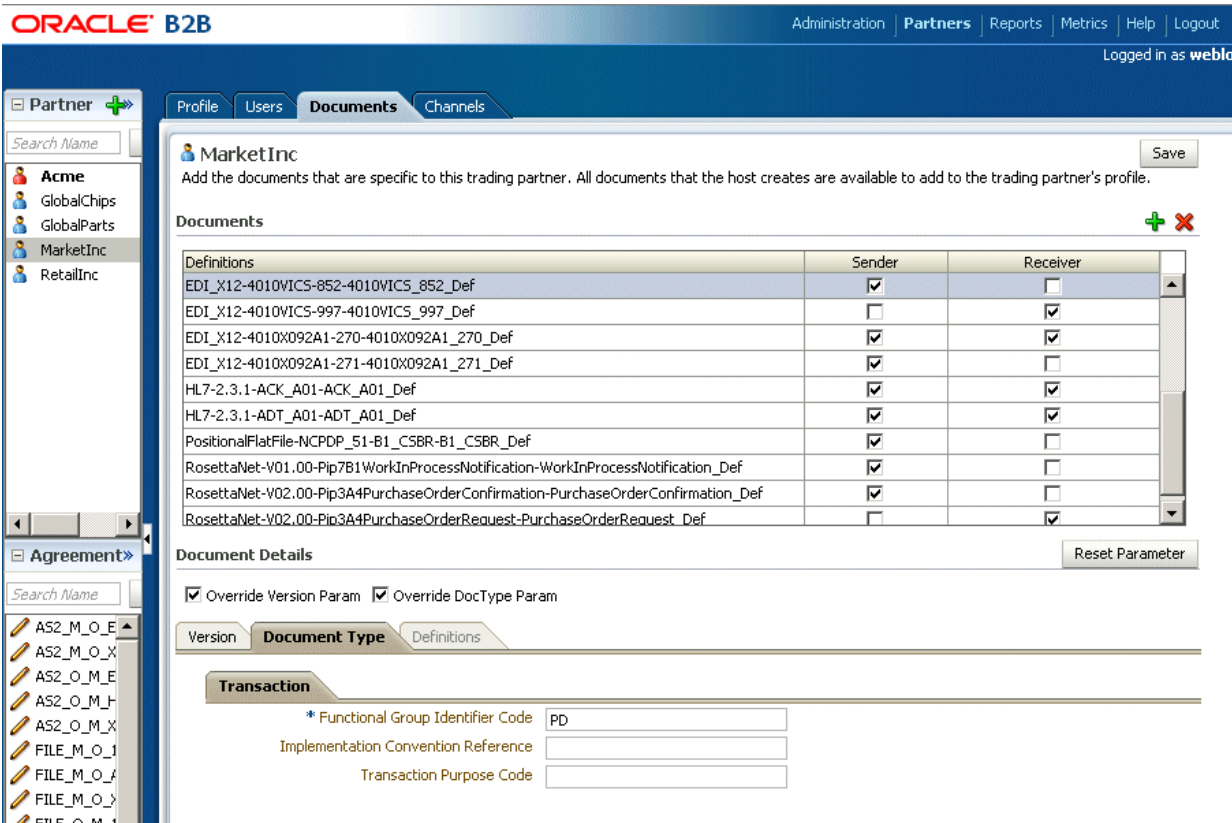 ORACLE B2B
Administration Partners Reports Metrics Help Logout
Logged in as weblo
Partner
Profile Users Documents Channels
Search Name
Acme
GlobalChips
GlobalParts
MarketInc
RetailInc
MarketInc Save
Add the documents that are specific to this trading partner. All documents that the host creates are available to add to the trading partner's profile.
Documents
Definitions Sender Receiver
EDI_X12-4010VICS-852-4010VICS_852_Def
EDI_X12-4010VICS-997-4010VICS_997_Def
EDI_X12-4010X092A1-270-4010X092A1_270_Def
EDI_X12-4010X092A1-271-4010X092A1_271_Def
HL7-2.3.1-ACK_A01-ACK_A01_Def
HL7-2.3.1-ADT_A01-ADT_A01_Def
PositionalFlatFile-NCPDP_51-B1_CSBR-B1_CSBR_Def
RosettaNet-V01.00-Pip7B1WorkInProcessNotification-WorkInProcessNotification_Def
RosettaNet-V02.00-Pip3A4PurchaseOrderConfirmation-PurchaseOrderConfirmation_Def
RosettaNet-V02.00-Pip3A4PurchaseOrderRequest-PurchaseOrderRequest_Def
Agreement
Search Name
AS2_M_O_E
AS2_M_O_X
AS2_O_M_E
AS2_O_M_H
AS2_O_M_X
FILE_M_O_1
FILE_M_O_A
FILE_M_O_X
FILE_O_M_1
Document Details Reset Parameter
Override Version Param Override DocType Param
Version Document Type Definitions
Transaction
* Functional Group Identifier Code PD
Implementation Convention Reference
Transaction Purpose Code